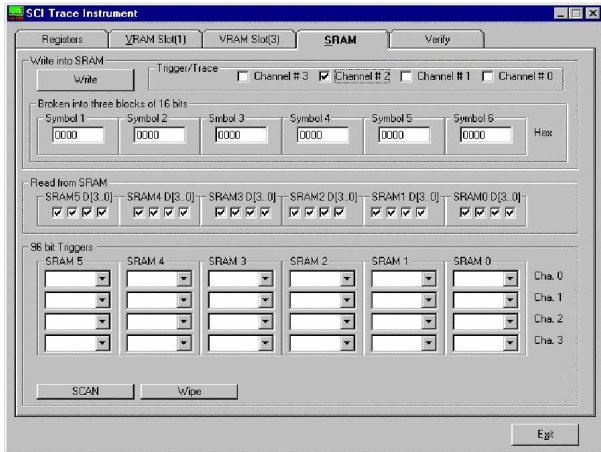 SCI Trace Instrument
Registers VRAM Slot(1) VRAM Slot(3) SRAM Verify
Write into SRAM
Write
Trigger/Trace
Channel # 3 Channel # 2 Channel # 1 Channel # 0
Broken into three blocks of 16 bits
Symbol 1 Symbol 2 Smbol 3 Symbol 4 Symbol 5 Symbol 6
0000 0000 0000 0000 0000 0000 Hex
Read from SRAM
SRAM5 D[3..0] SRAM4 D[3..0] SRAM3 D[3..0] SRAM2 D[3..0] SRAM1 D[3..0] SRAM0 D[3..0]
96 bit Triggers
SRAM 5 SRAM 4 SRAM 3 SRAM 2 SRAM 1 SRAM 0
Cha. 0
Cha. 1
Cha. 2
Cha. 3
SCAN Wipe
Exit